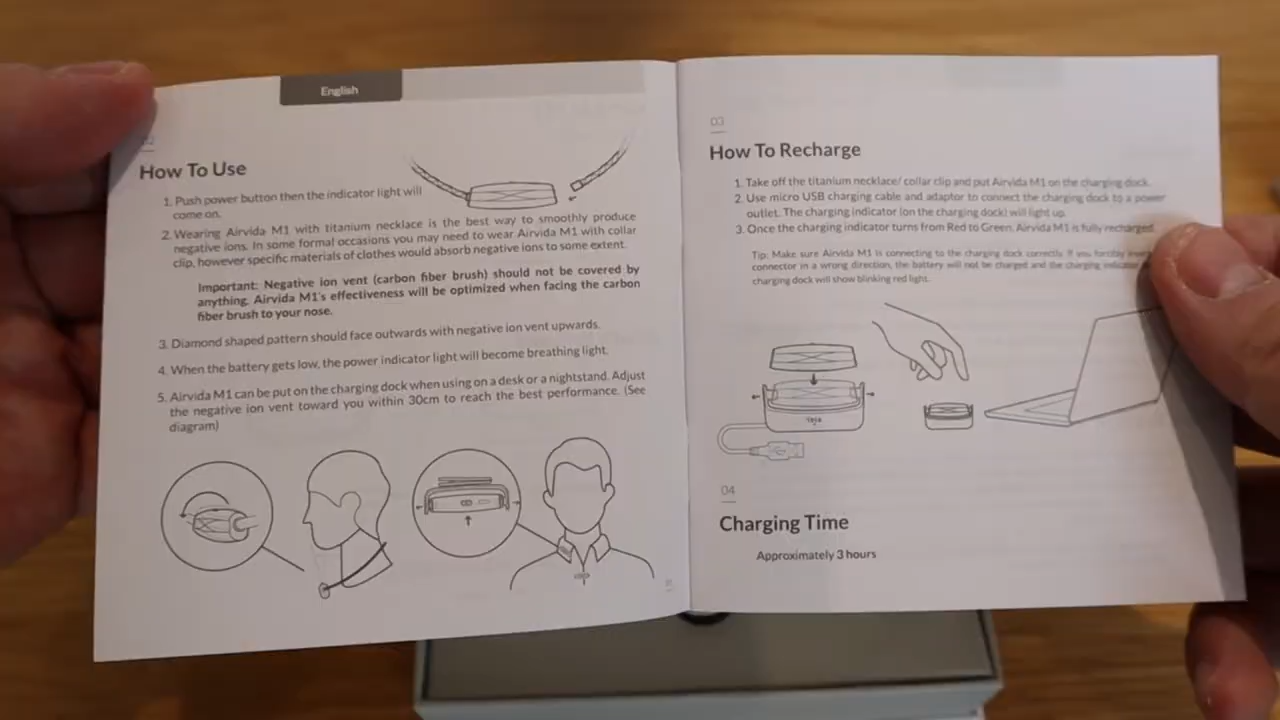 English
02
How To Use
1. Push power button then the indicator light will
come on.
2. Wearing Airvida M1 with titanium necklace is the best way to smoothly produce
negative ions. In some formal occasions you may need to wear Airvida M1 with collar
clip, however specific materials of clothes would absorb negative ions to some extent.
Important: Negative ion vent (carbon fiber brush) should not be covered by
anything. Airvida M1's effectiveness will be optimized when facing the carbon
fiber brush to your nose.
3. Diamond shaped pattern should face outwards with negative ion vent upwards.
4. When the battery gets low, the power indicator light will become breathing light.
5. Airvida M1 can be put on the charging dock when using on a desk or a nightstand. Adjust
the negative ion vent toward you within 30cm to reach the best performance. (See
diagram)
03
How To Recharge
1. Take off the titanium necklace/ collar clip and put Airvida M1 on the charging dock.
2. Use micro USB charging cable and adaptor to connect the charging dock to a power
outlet. The charging indicator (on the charging dock) will light up.
3. Once the charging indicator turns from Red to Green, Airvida M1 is fully recharged.
Tip: Make sure Airvida M1 is connecting to the charging dock correctly. If you forcibly
connector in a wrong direction, the battery will not be charged and the charging indicator
charging dock will show blinking red light.
04
Charging Time
Approximately 3 hours